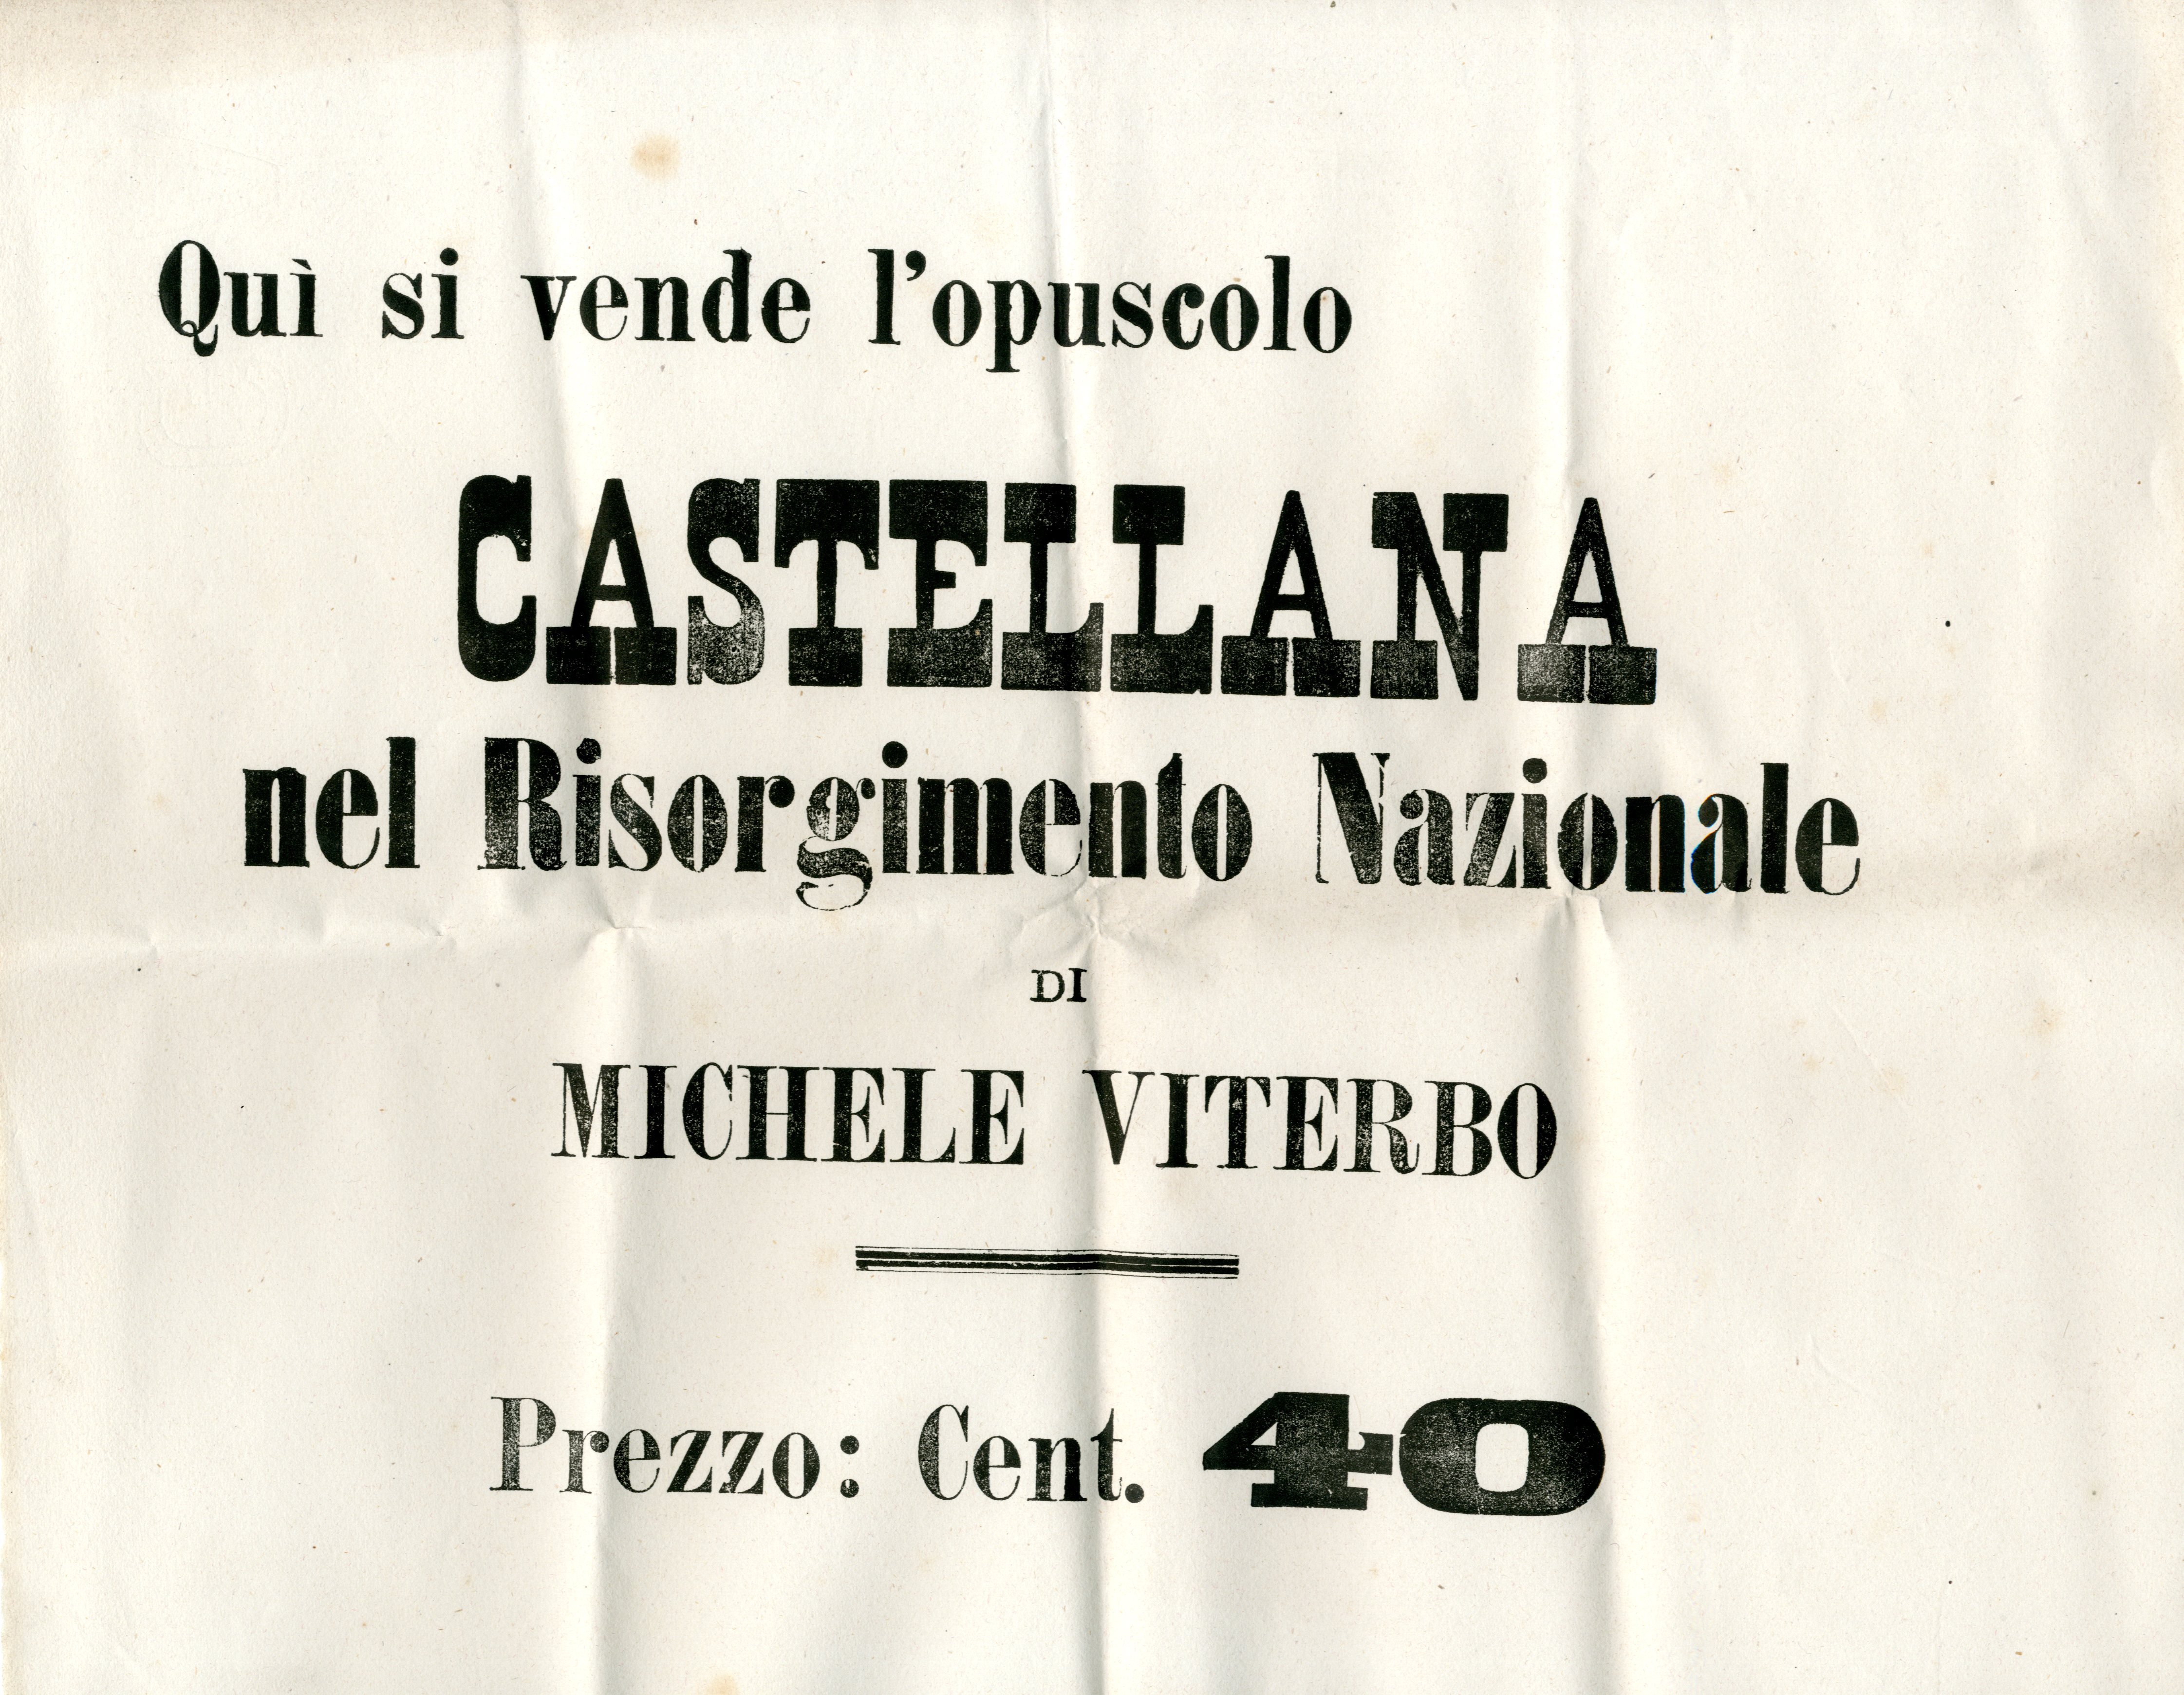 Quì si vende l'opuscolo
CASTELLANA
nel Risorgimento Nazionale
DI
MICHELE VITERBO
Prezzo: Cent. 40